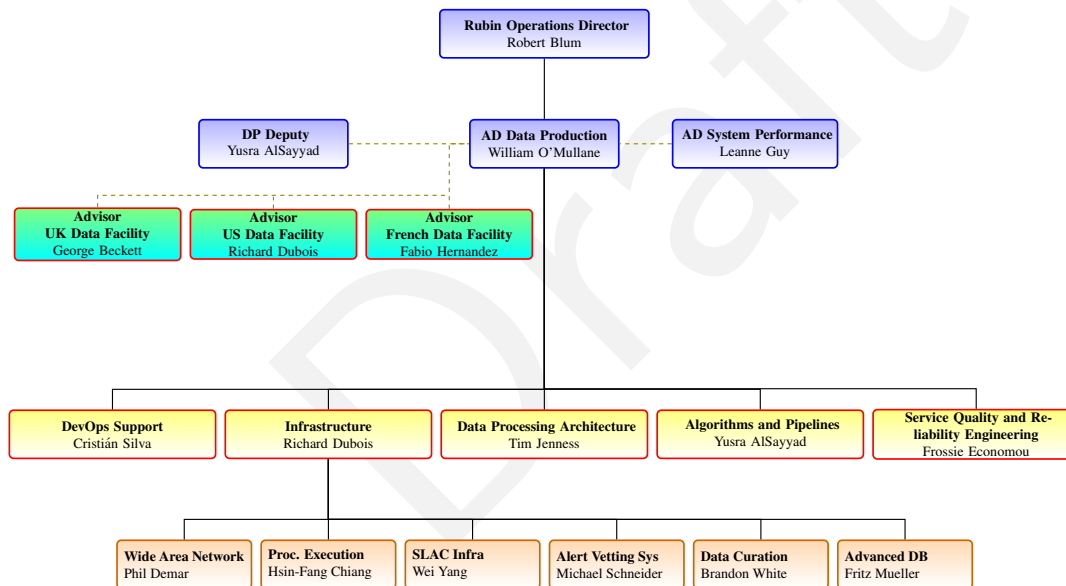 Rubin Operations Director
Robert Blum
DP Deputy
Yusra AlSayyad
AD Data Production
William O'Mullane
AD System Performance
Leanne Guy
Advisor
UK Data Facility
George Beckett
Advisor
US Data Facility
Richard Dubois
Advisor
French Data Facility
Fabio Hernandez
DevOps Support
Cristián Silva
Infrastructure
Richard Dubois
Data Processing Architecture
Tim Jenness
Algorithms and Pipelines
Yusra AlSayyad
Service Quality and Re-
liability Engineering
Frossie Economou
Wide Area Network
Phil Demar
Proc. Execution
Hsin-Fang Chiang
SLAC Infra
Wei Yang
Alert Vetting Sys
Michael Schneider
Data Curation
Brandon White
Advanced DB
Fritz Mueller
Draft